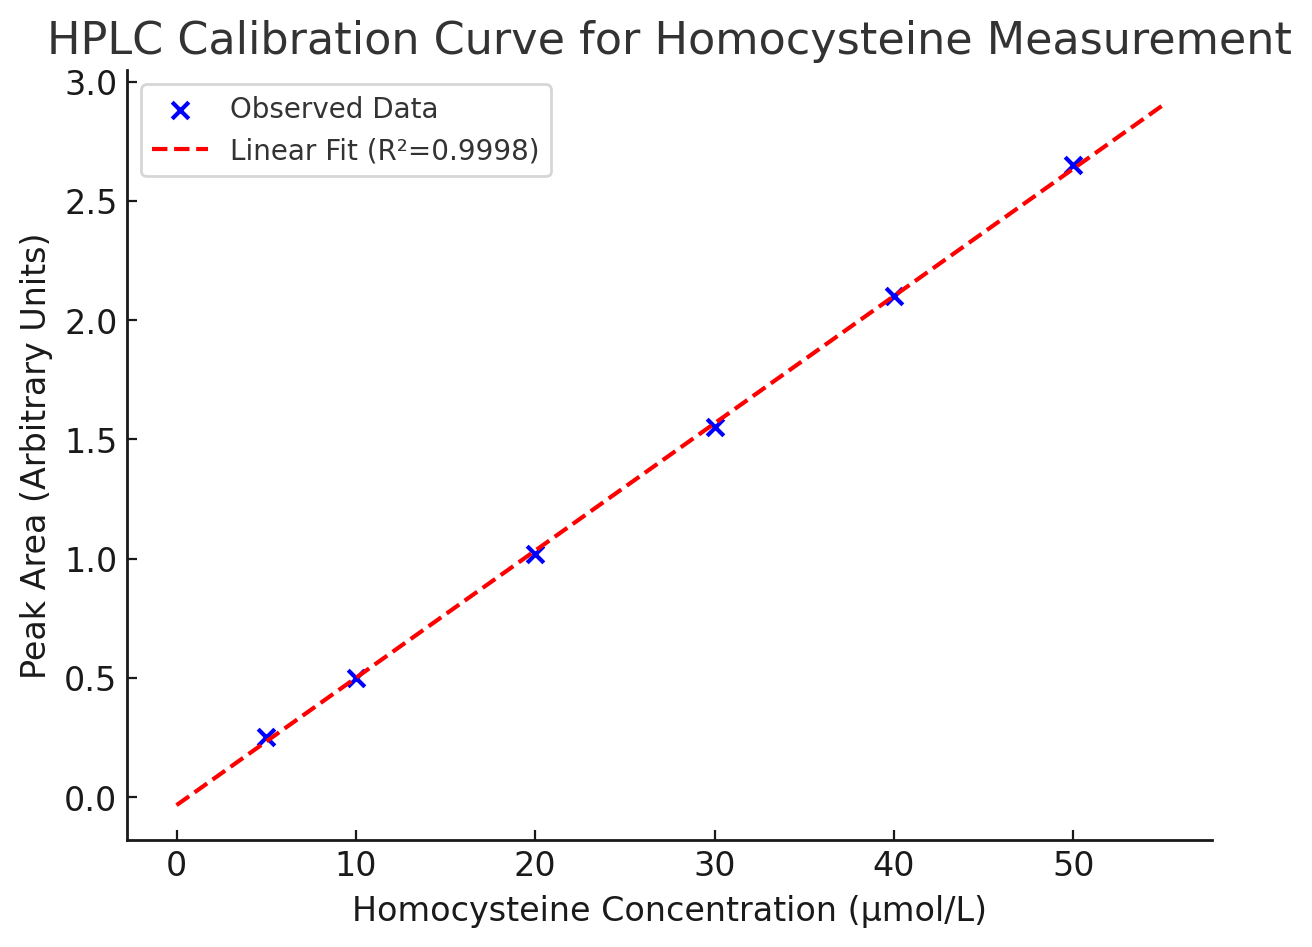 HPLC Calibration Curve for Homocysteine Measurement
Observed Data
Linear Fit (R²=0.9998)
Peak Area (Arbitrary Units)
3.0
2.5
2.0
1.5
1.0
0.5
0.0
0 10 20 30 40 50
Homocysteine Concentration (μmol/L)